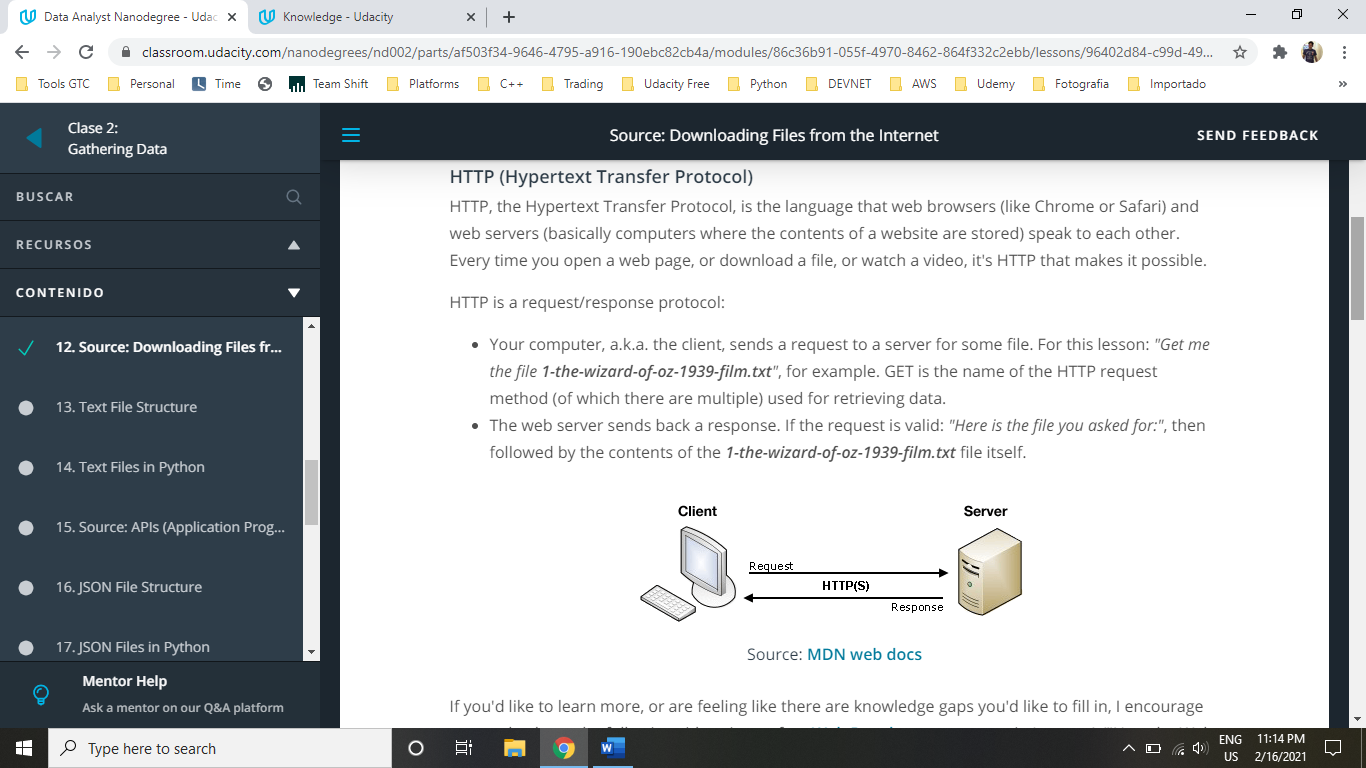 Data Analyst Nanodegree - Udac
Knowledge - Udacity
classroom.udacity.com/nanodegrees/nd002/parts/af503f34-9646-4795-a916-190ebc82cb4a/modules/86c36b91-055f-4970-8462-864f332c2ebb/lessons/96402d84-c99d-49...
Tools GTC Personal Time Team Shift Platforms C++ Trading Udacity Free Python DEVNET AWS Udemy Fotografia Importado »
Clase 2:
Gathering Data
Source: Downloading Files from the Internet
SEND FEEDBACK
BUSCAR
RECURSOS
CONTENIDO
12. Source: Downloading Files fr...
13. Text File Structure
14. Text Files in Python
15. Source: APIs (Application Prog...
16. JSON File Structure
17. JSON Files in Python
Mentor Help
Ask a mentor on our Q&A platform
HTTP (Hypertext Transfer Protocol)
HTTP, the Hypertext Transfer Protocol, is the language that web browsers (like Chrome or Safari) and
web servers (basically computers where the contents of a website are stored) speak to each other.
Every time you open a web page, or download a file, or watch a video, it's HTTP that makes it possible.
HTTP is a request/response protocol:
• Your computer, a.k.a. the client, sends a request to a server for some file. For this lesson: "Get me
the file 1-the-wizard-of-oz-1939-film.txt", for example. GET is the name of the HTTP request
method (of which there are multiple) used for retrieving data.
• The web server sends back a response. If the request is valid: "Here is the file you asked for:", then
followed by the contents of the 1-the-wizard-of-oz-1939-film.txt file itself.
Client
Server
Request
HTTP(S)
Response
Source: MDN web docs
If you'd like to learn more, or are feeling like there are knowledge gaps you'd like to fill in, I encourage
Type here to search
ENG
US
11:14 PM
2/16/2021